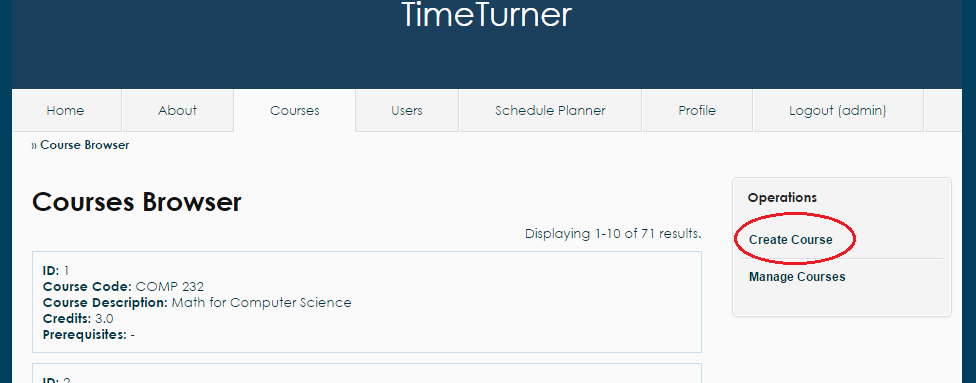 TimeTurner
Home About Courses Users Schedule Planner Profile Logout (admin)
» Course Browser
Courses Browser
Displaying 1-10 of 71 results.
ID: 1
Course Code: COMP 232
Course Description: Math for Computer Science
Credits: 3.0
Prerequisites: -
ID: 2
Operations
Create Course
Manage Courses